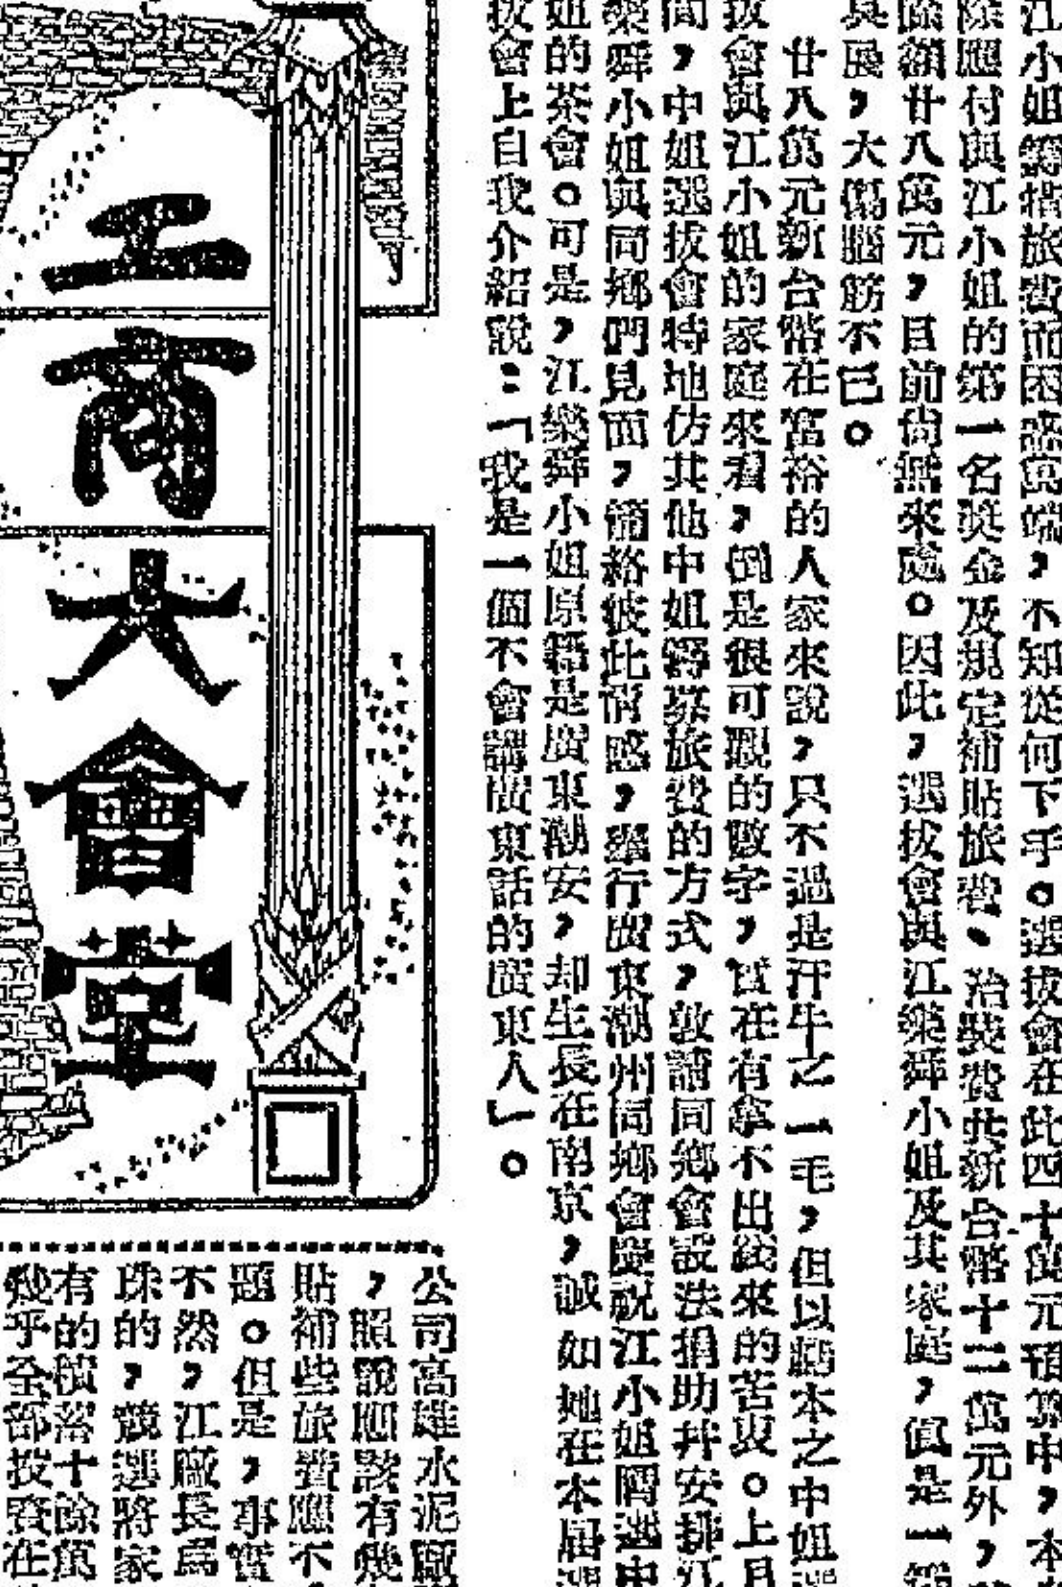 江小姐籌措旅費而困惑萬端，不知從何下手。選拔會在此四十萬元預算中，本
除應付與江小姐的第一名獎金及規定補貼旅費、治裝費共新台幣十二萬元外，
除額廿八萬元，目前尚無來處。因此，選拔會與江樂舜小姐及其家庭，眞是一籌
莫展，大傷腦筋不已。
廿八萬元新台幣在富裕的人家來說，只不過是汗牛之一毛，但以虧本之中姐選
拔會與江小姐的家庭來看，倒是很可觀的數字，實在有拿不出錢來的苦衷。上月
間，中姐選拔會特地仿其他中姐籌募旅費的方式，敦請同鄉會設法捐助幷安排江
樂舜小姐與同鄉們見面，籠絡彼此情感，舉行廣東潮州同鄉會慶祝江小姐膺選中
姐的茶會。可是，江樂舜小姐原籍是廣東潮安，却生長在南京，誠如她在本屆選
拔會上自我介紹說：「我是一個不會講廣東話的廣東人」。
工商大會堂
公司高雄水泥廠
，照說應該有幾
貼補些旅費應不
題。但是，事實
不然，江廠長爲
珠的，競選將家
有的積蓄十餘萬
幾乎全部投資在